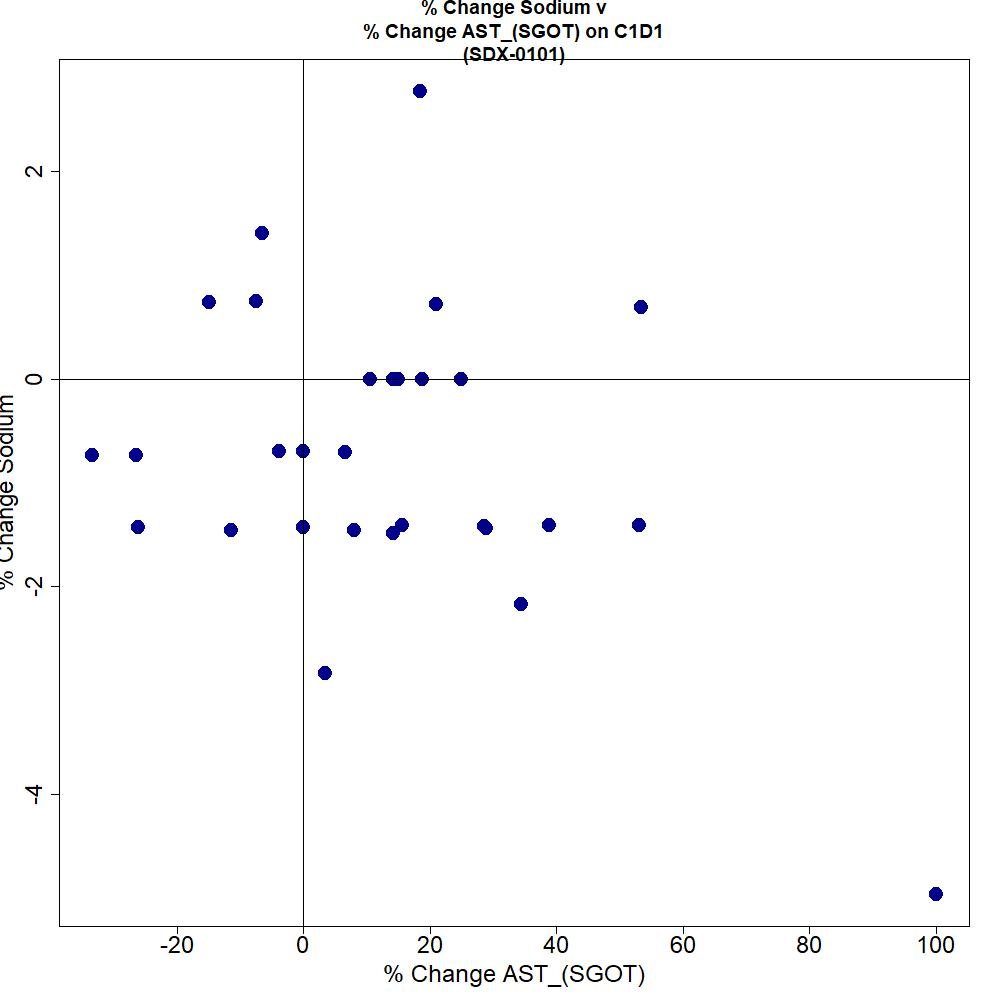 % Change Sodium v
% Change AST_(SGOT) on C1D1
(SDX-0101)
% Change Sodium
2
0
-2
-4
-20 0 20 40 60 80 100
% Change AST_(SGOT)